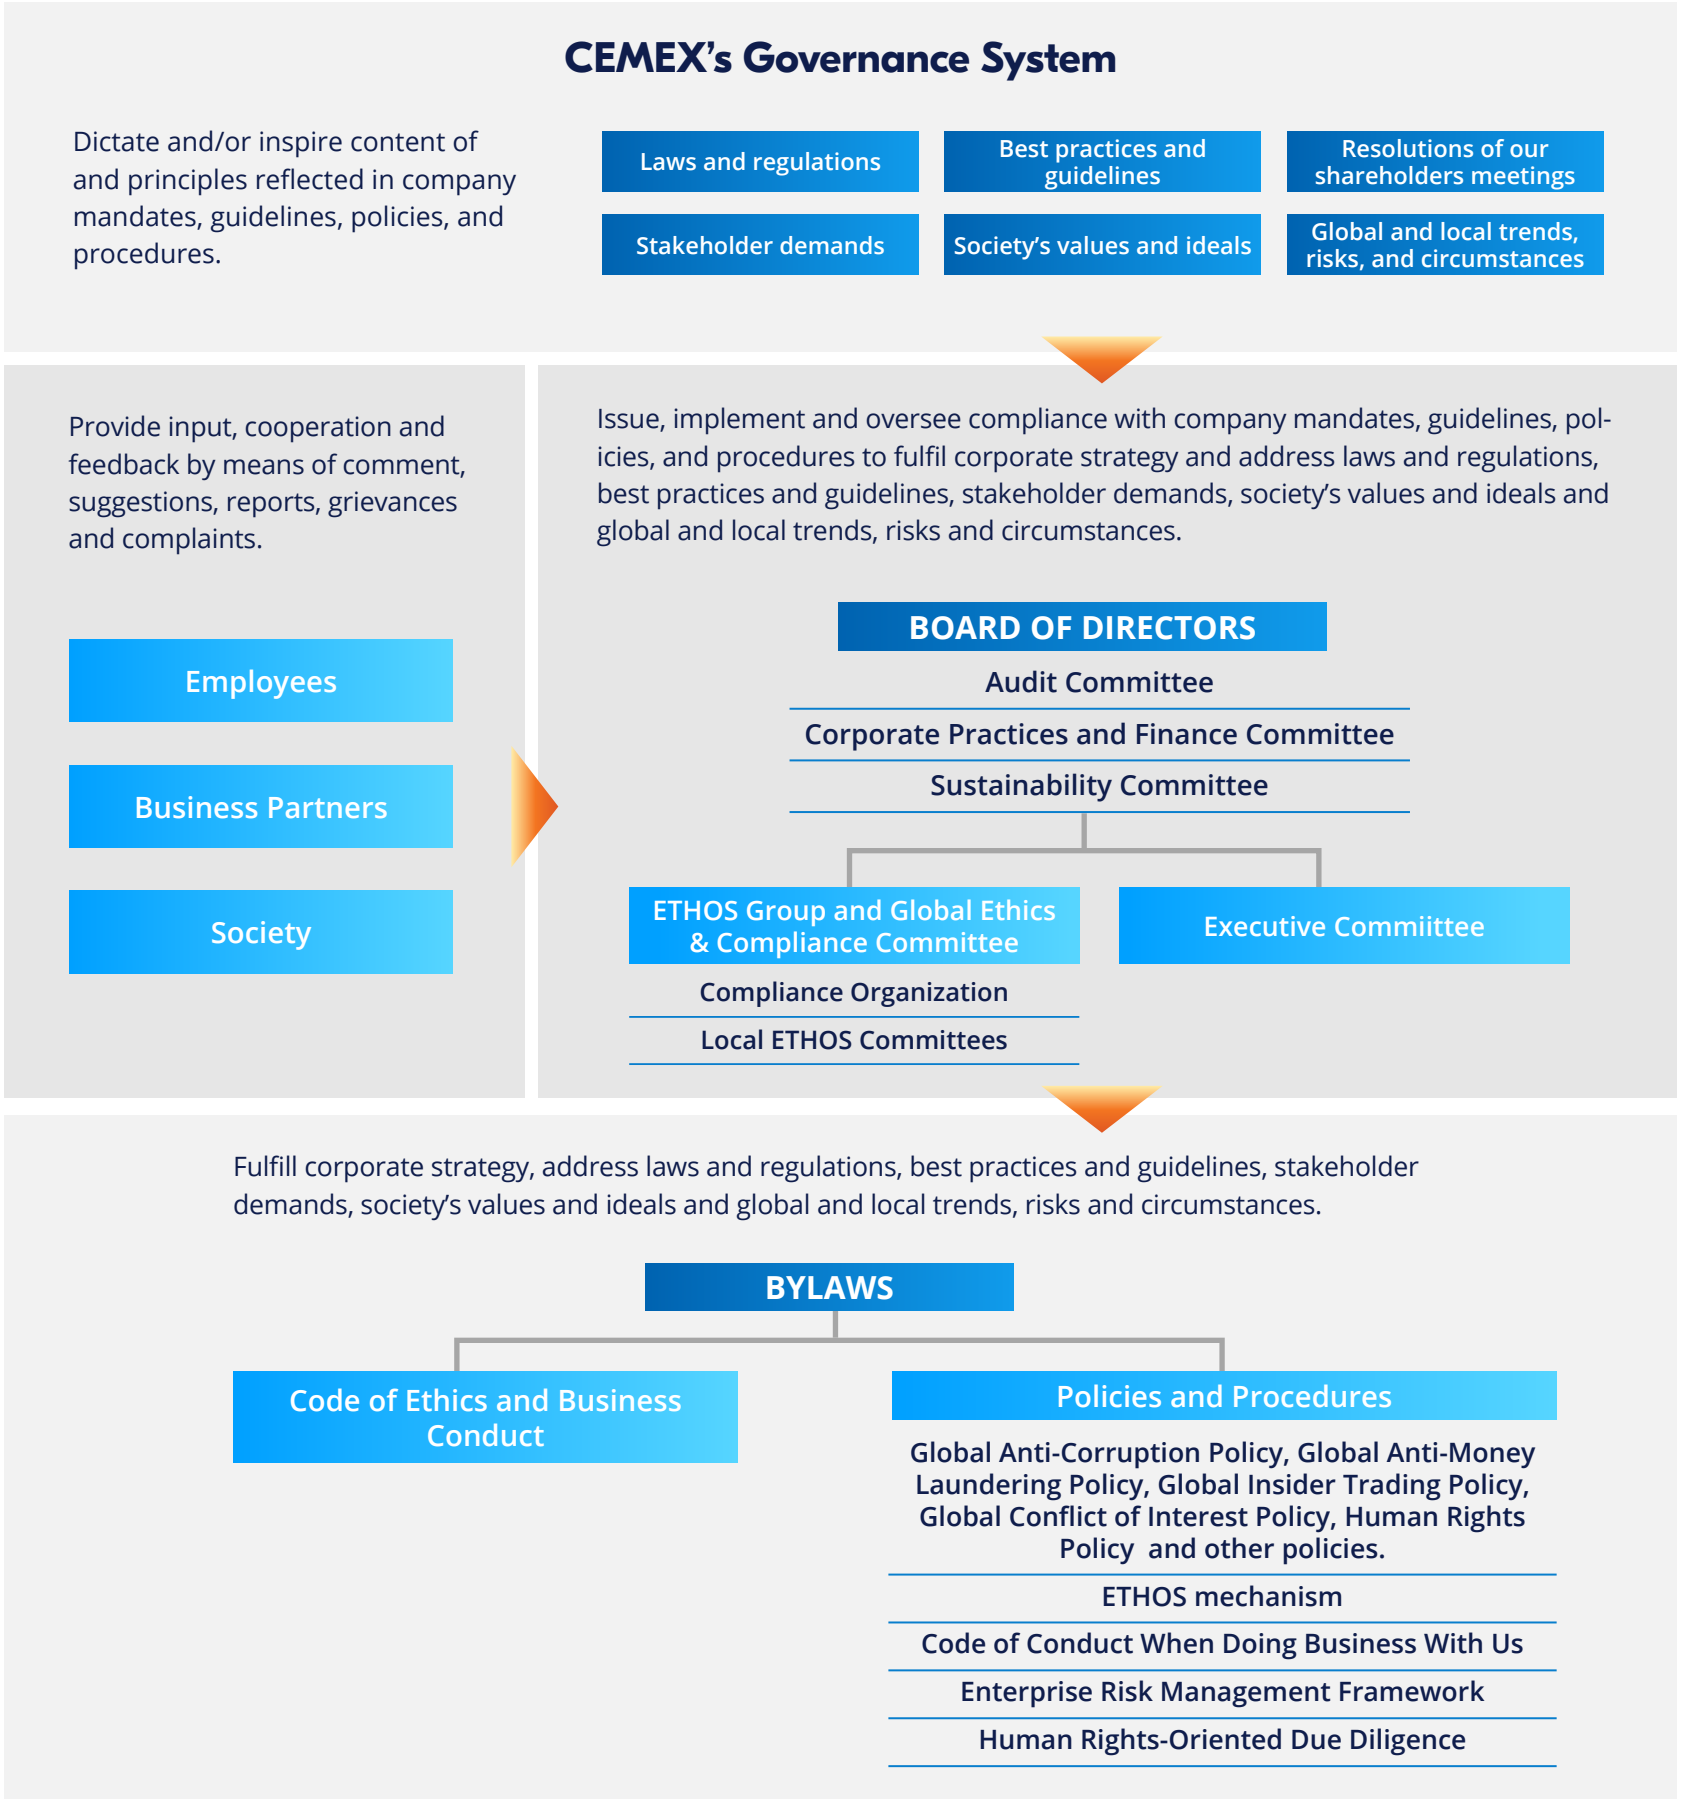 CEMEX’s Governance System
Dictate and/or inspire content of
and principles reflected in company
mandates, guidelines, policies, and
procedures.
Laws and regulations
Best practices and
guidelines
Resolutions of our
shareholders meetings
Stakeholder demands
Society’s values and ideals
Global and local trends,
risks, and circumstances
Provide input, cooperation and
feedback by means of comment,
suggestions, reports, grievances
and complaints.
Employees
Business Partners
Society
Issue, implement and oversee compliance with company mandates, guidelines, pol-
icies, and procedures to fulfil corporate strategy and address laws and regulations,
best practices and guidelines, stakeholder demands, society’s values and ideals and
global and local trends, risks and circumstances.
BOARD OF DIRECTORS
Audit Committee
Corporate Practices and Finance Committee
Sustainability Committee
ETHOS Group and Global Ethics
& Compliance Committee
Compliance Organization
Local ETHOS Committees
Executive Commiittee
Fulfill corporate strategy, address laws and regulations, best practices and guidelines, stakeholder
demands, society’s values and ideals and global and local trends, risks and circumstances.
BYLAWS
Code of Ethics and Business
Conduct
Policies and Procedures
Global Anti-Corruption Policy, Global Anti-Money
Laundering Policy, Global Insider Trading Policy,
Global Conflict of Interest Policy, Human Rights
Policy  and other policies.
ETHOS mechanism
Code of Conduct When Doing Business With Us
Enterprise Risk Management Framework
Human Rights-Oriented Due Diligence